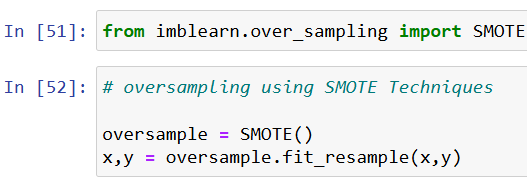 In [51]: from imblearn.over_sampling import SMOTE
In [52]: # oversampling using SMOTE Techniques
oversample = SMOTE()
x,y = oversample.fit_resample(x,y)